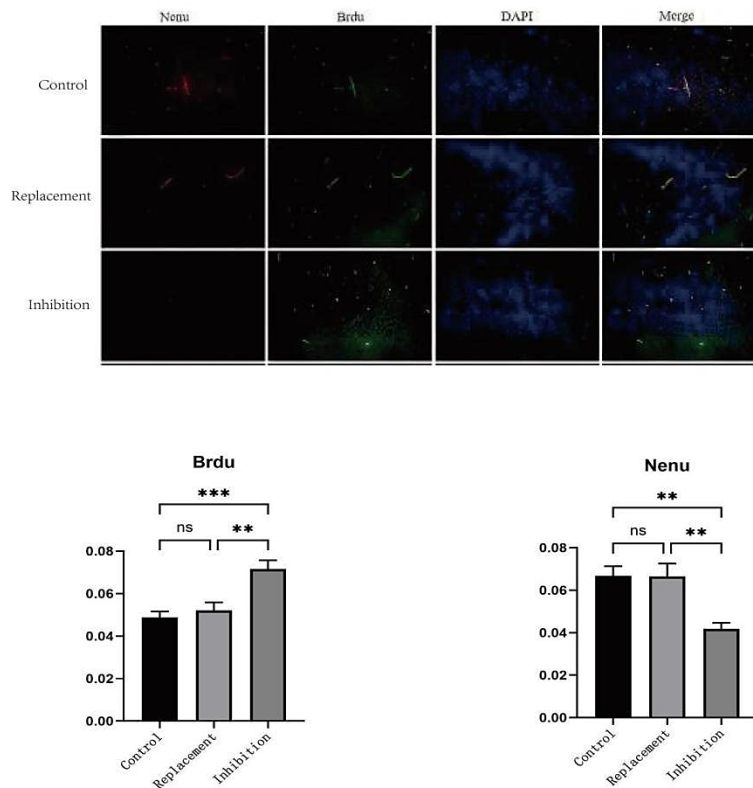 Nenu Brdu DAPI Merge
Control
Replacement
Inhibition
Brdu
***
ns **
0.08
0.06
0.04
0.02
0.00
Control Replacement Inhibition
Nenu
**
ns **
0.08
0.06
0.04
0.02
0.00
Control Replacement Inhibition